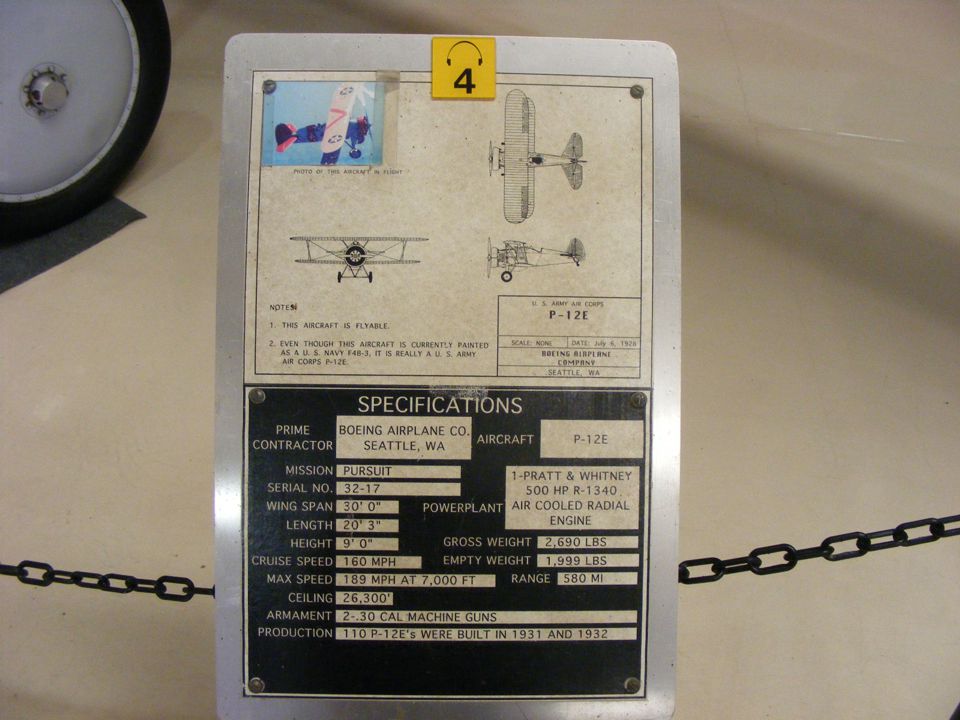 4
PHOTO OF THIS AIRCRAFT IN FLIGHT
NOTES:
1. THIS AIRCRAFT IS FLYABLE.
2. EVEN THOUGH THIS AIRCRAFT IS CURRENTLY PAINTED
AS A U. S. NAVY F4B-3, IT IS REALLY A U. S. ARMY
AIR CORPS P-12E.
U. S. ARMY AIR CORPS
P-12E
SCALE: NONE DATE: July 6, 1928
BOEING AIRPLANE
COMPANY
SEATTLE, WA
SPECIFICATIONS
PRIME CONTRACTOR BOEING AIRPLANE CO. SEATTLE, WA
AIRCRAFT P-12E
MISSION PURSUIT
SERIAL NO. 32-17
WING SPAN 30' 0"
LENGTH 20' 3"
HEIGHT 9' 0"
POWERPLANT 1-PRATT & WHITNEY
500 HP R-1340
AIR COOLED RADIAL
ENGINE
GROSS WEIGHT 2,690 LBS
CRUISE SPEED 160 MPH EMPTY WEIGHT 1,999 LBS
MAX SPEED 189 MPH AT 7,000 FT RANGE 580 MI
CEILING 26,300'
ARMAMENT 2-.30 CAL MACHINE GUNS
PRODUCTION 110 P-12E's WERE BUILT IN 1931 AND 1932